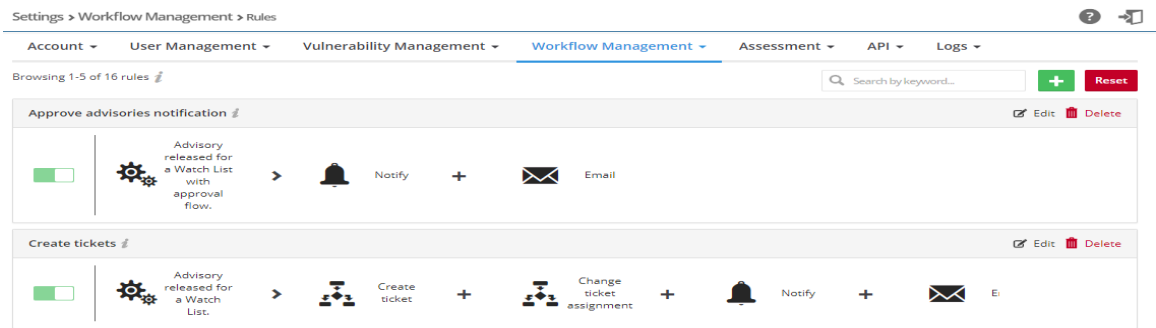 Settings > Workflow Management > Rules
Account User Management Vulnerability Management Workflow Management Assessment API Logs
Browsing 1-5 of 16 rules i
Search by keyword...
+ Reset
Approve advisories notification i
Edit Delete
Advisory
released for
a Watch List
with
approval
flow.
> Notify + Email
Create tickets i
Edit Delete
Advisory
released for
a Watch
List.
> Create
ticket
+ Change
ticket
assignment
+ Notify +